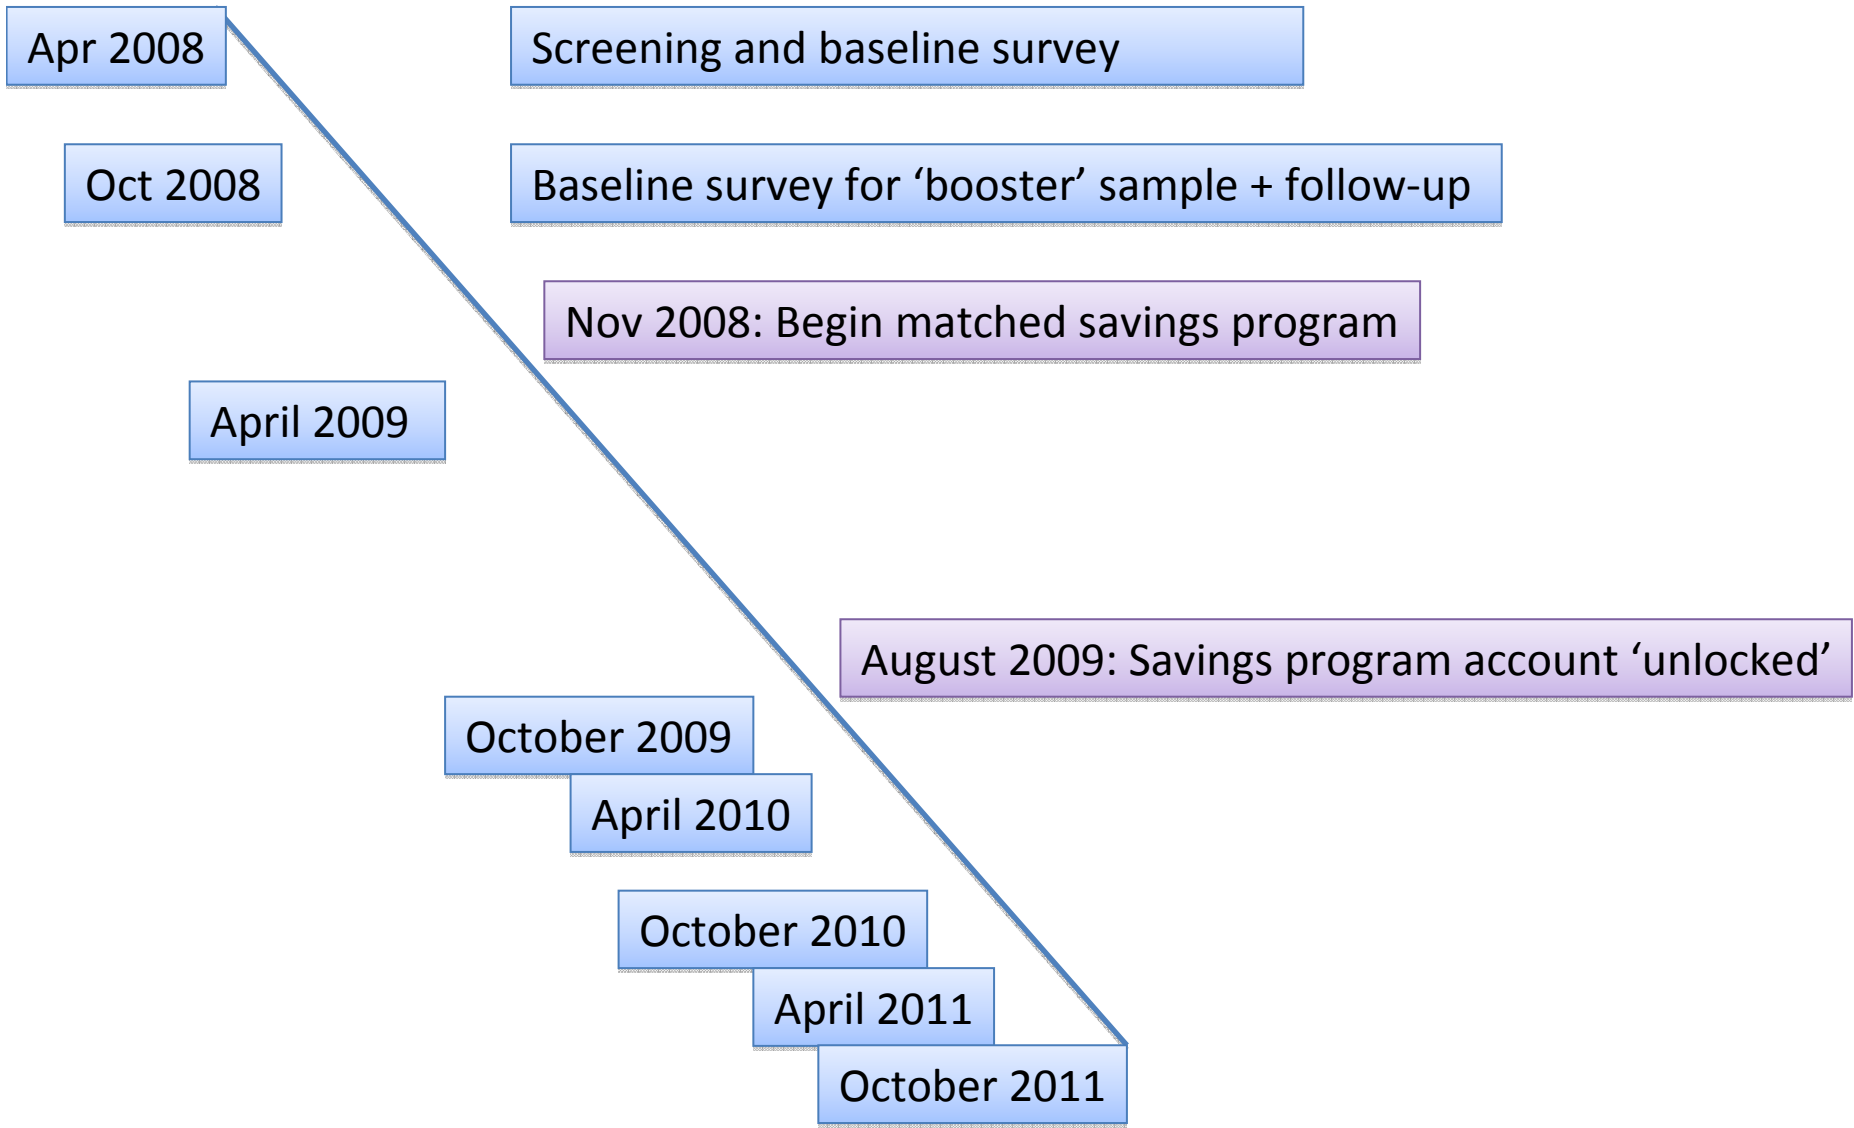 Apr 2008
Screening and baseline survey
Oct 2008
Baseline survey for ‘booster’ sample + follow-up
Nov 2008: Begin matched savings program
April 2009
August 2009: Savings program account ‘unlocked’
October 2009
April 2010
October 2010
April 2011
October 2011